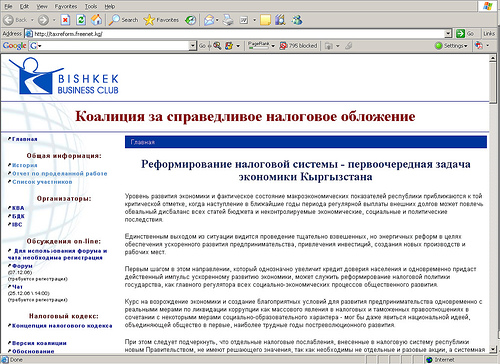 File Edit View Favorites Tools Help
Back Search Favorites
Address http://taxreform.freenet.kg/ Go Links
Google G Go PageRank 795 blocked Settings
BISHKEK
BUSINESS CLUB
Коалиция за справедливое налоговое обложение
Главная
Общая информация:
История
Отчет по проделанной работе
Список участников
Организаторы:
КВА
БДК
IBC
Обсуждения on-line:
Для использования форума и чата необходима регистрация
Форум
(07.12.06)
(требуется регистрация)
Чат
(25.12.06 \ 14:00)
(требуется регистрация)
Налоговый кодекс:
Концепция налогового кодекса
Версии коалиции
Обоснование
Главная
Реформирование налоговой системы - первоочередная задача
экономики Кыргызстана
Уровень развития экономики и фактическое состояние макроэкономических показателей республики приближаются к той
критической отметке, когда наступление в ближайшие годы периода регулярной выплаты внешних долгов может повлечь
обвальный дисбаланс всех статей бюджета и неконтролируемые экономические, социальные и политические
последствия.
Единственным выходом из ситуации видится проведение тщательно взвешенных, но энергичных реформ в целях
обеспечения ускоренного развития предпринимательства, привлечения инвестиций, создания новых производств и
рабочих мест.
Первым шагом в этом направлении, который однозначно увеличит кредит доверия населения и одновременно придаст
действенный импульс ускоренному развитию экономики, может служить реформирование налоговой политики
государства, как главного регулятора всех социально-экономических процессов общественного развития.
Курс на возрождение экономики и создание благоприятных условий для развития предпринимательства одновременно с
реальными мерами по ликвидации коррупции как массового явления в налоговых и таможенных правоотношениях в
сочетании с некоторыми мерами социально-образовательного характера - мог бы даже явиться национальной идеей,
объединяющей общество в первые, наиболее трудные годы постреволюционного развития.
При этом следует подчеркнуть, что отдельные налоговые послабления, внесенные в налоговую систему республики
новым Правительством, не имеют решающего значения, так как необходимы не отдельные и разовые акции, а системная
Done Internet